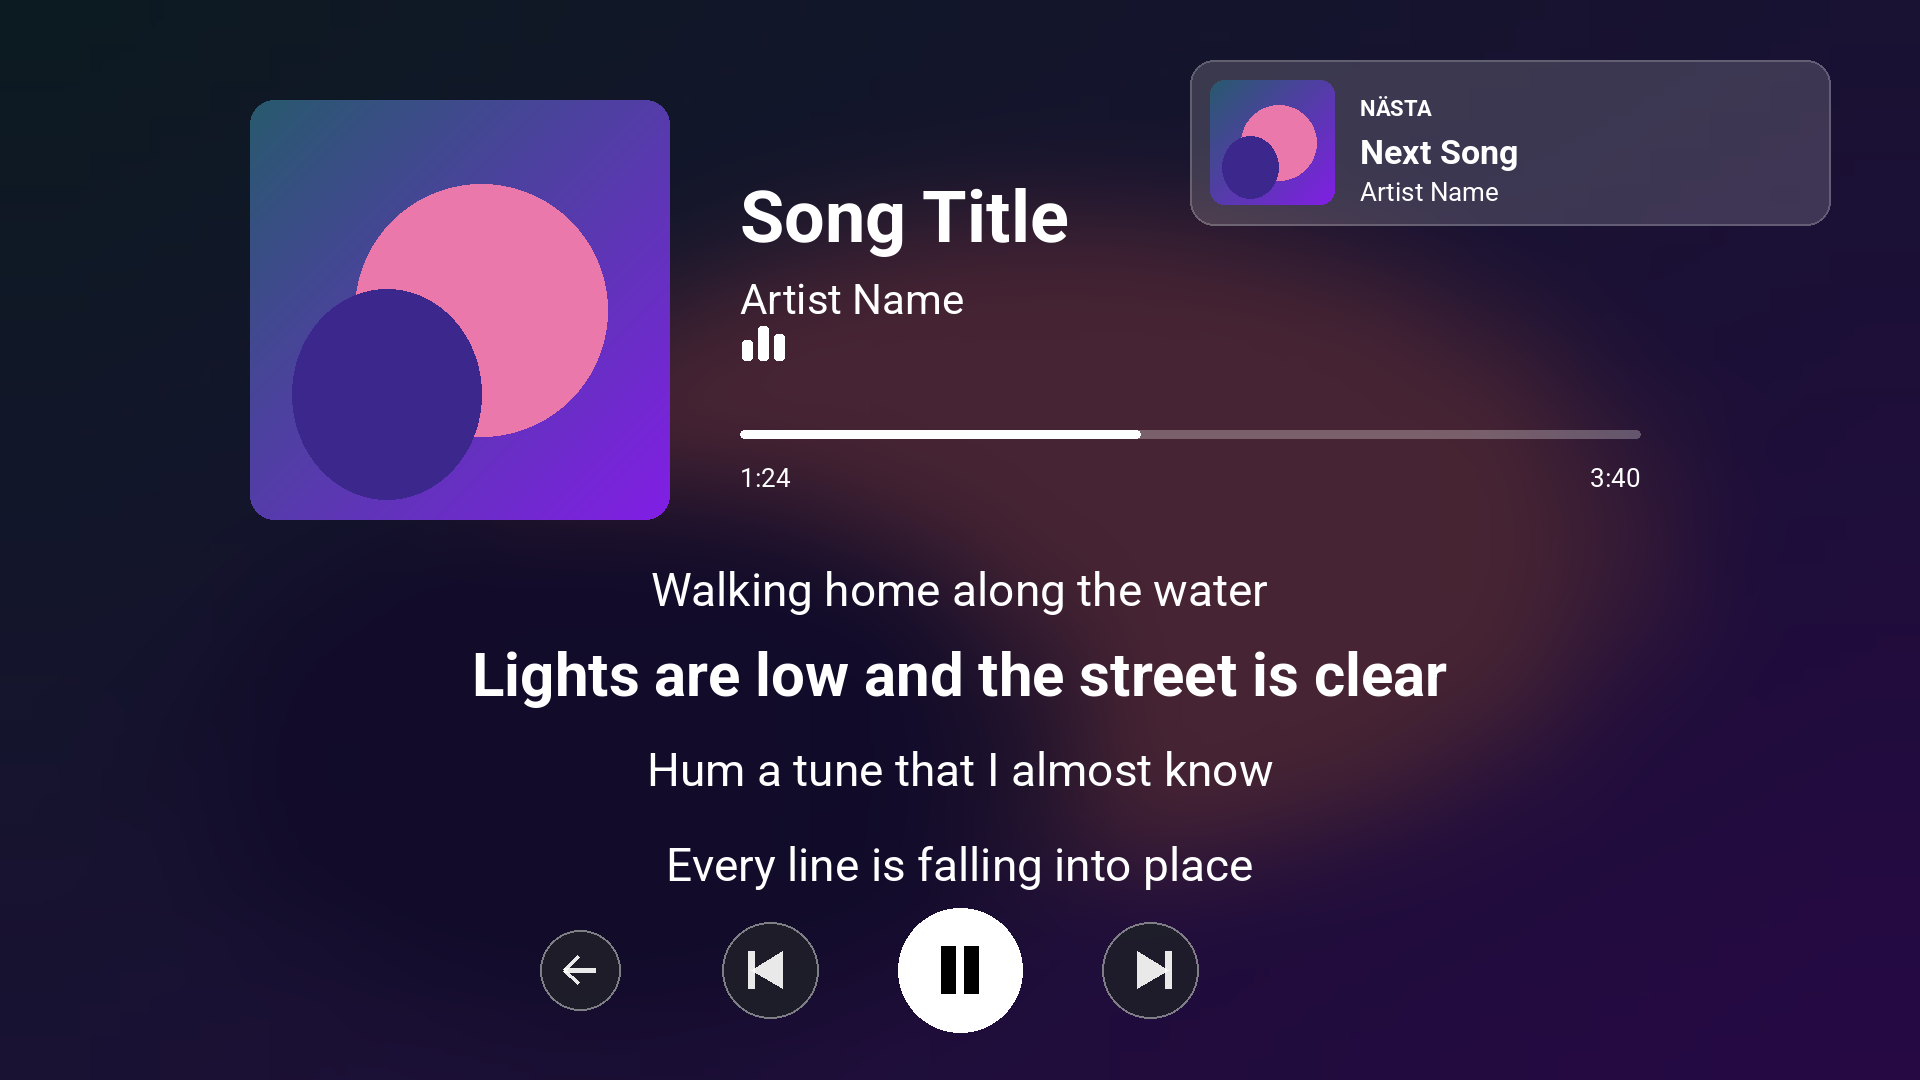 NÄSTA
Next Song
Artist Name
Song Title
Artist Name
1:24
3:40
Walking home along the water
Lights are low and the street is clear
Hum a tune that I almost know
Every line is falling into place